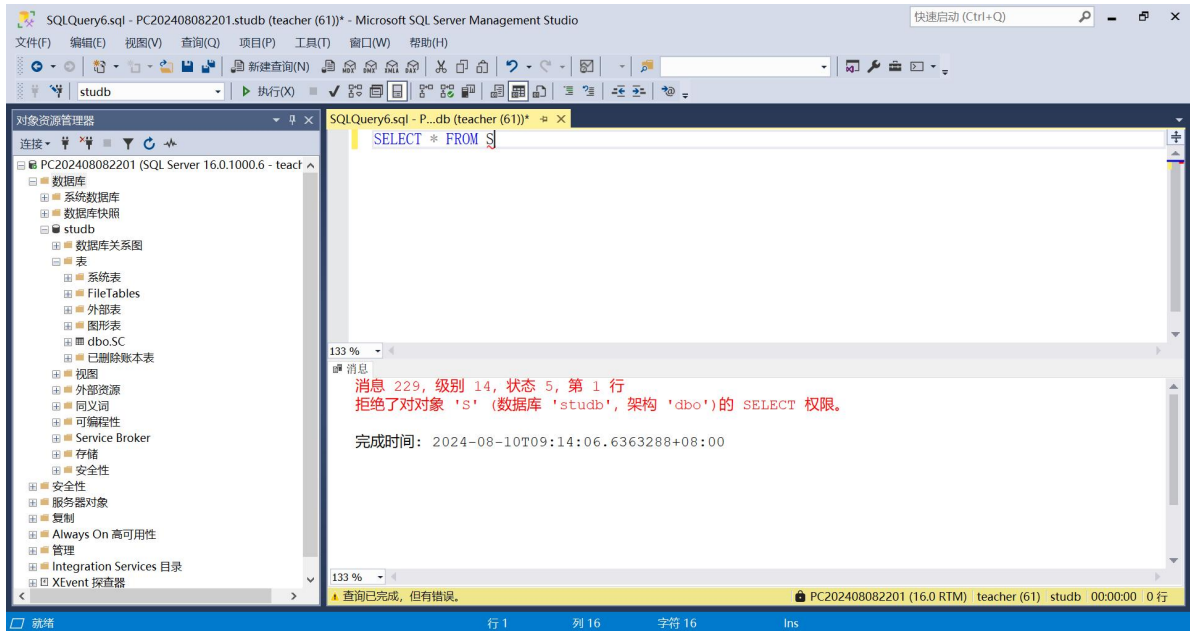 SQLQuery6.sql - PC202408082201.studb (teacher (61))* - Microsoft SQL Server Management Studio
快速启动 (Ctrl+Q)
文件(F) 编辑(E) 视图(V) 查询(Q) 项目(P) 工具(T) 窗口(W) 帮助(H)
新建查询(N)
studb 执行(X)
对象资源管理器
SQLQuery6.sql - P...db (teacher (61))*
连接
PC202408082201 (SQL Server 16.0.1000.6 - teach
数据库
系统数据库
数据库快照
studb
数据库关系图
表
系统表
FileTables
外部表
图形表
dbo.SC
已删除账本表
视图
外部资源
同义词
可编程性
Service Broker
存储
安全性
安全性
服务器对象
复制
Always On 高可用性
管理
Integration Services 目录
XEvent 探查器
SELECT * FROM S
133 %
消息
消息 229, 级别 14, 状态 5, 第 1 行
拒绝了对对象 'S' (数据库 'studb', 架构 'dbo')的 SELECT 权限。
完成时间: 2024-08-10T09:14:06.6363288+08:00
133 %
查询已完成，但有错误。
PC202408082201 (16.0 RTM) teacher (61) studb 00:00:00 0 行
就绪
行 1 列 16 字符 16 Ins